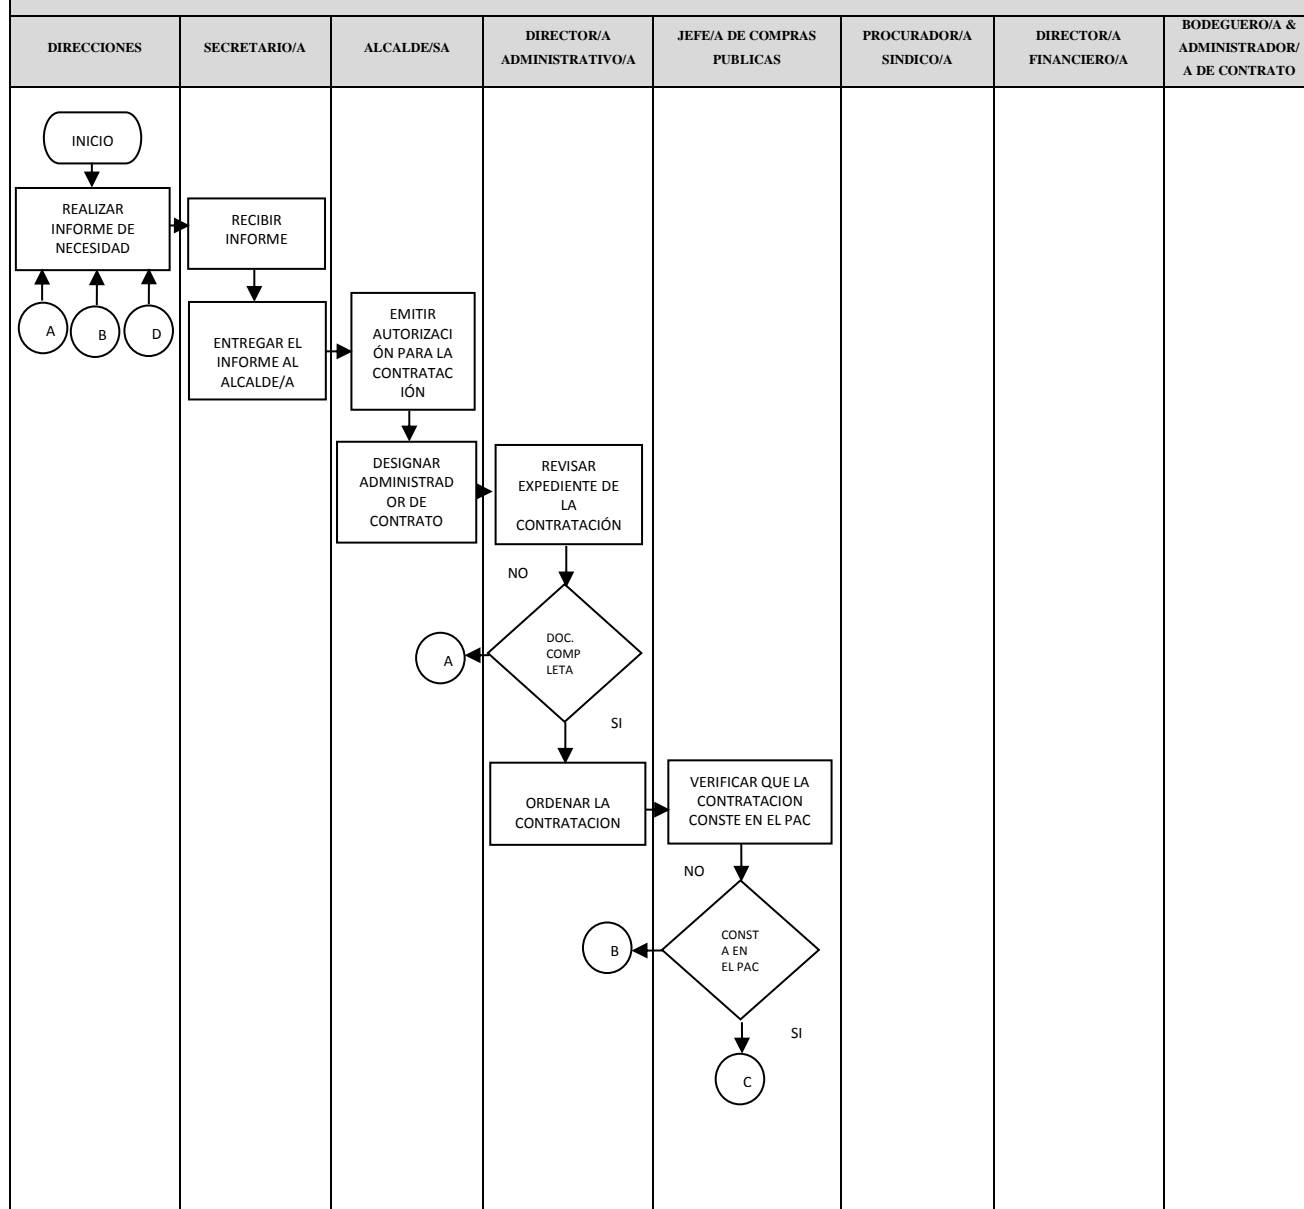 DIRECCIONES
SECRETARIO/A
ALCALDE/SA
DIRECTOR/A
ADMINISTRATIVO/A
JEFE/A DE COMPRAS
PUBLICAS
PROCURADOR/A
SINDICO/A
DIRECTOR/A
FINANCIERO/A
BODEGUERO/A &
ADMINISTRADOR/
A DE CONTRATO
INICIO
REALIZAR
INFORME DE
NECESIDAD
RECIBIR
INFORME
A
B
D
ENTREGAR EL
INFORME AL
ALCALDE/A
EMITIR
AUTORIZACI
ÓN PARA LA
CONTRATAC
IÓN
DESIGNAR
ADMINISTRAD
OR DE
CONTRATO
REVISAR
EXPEDIENTE DE
LA
CONTRATACIÓN
NO
DOC.
COMP
LETA
A
SI
ORDENAR LA
CONTRATACION
VERIFICAR QUE LA
CONTRATACION
CONSTE EN EL PAC
NO
CONST
A EN
EL PAC
B
SI
C